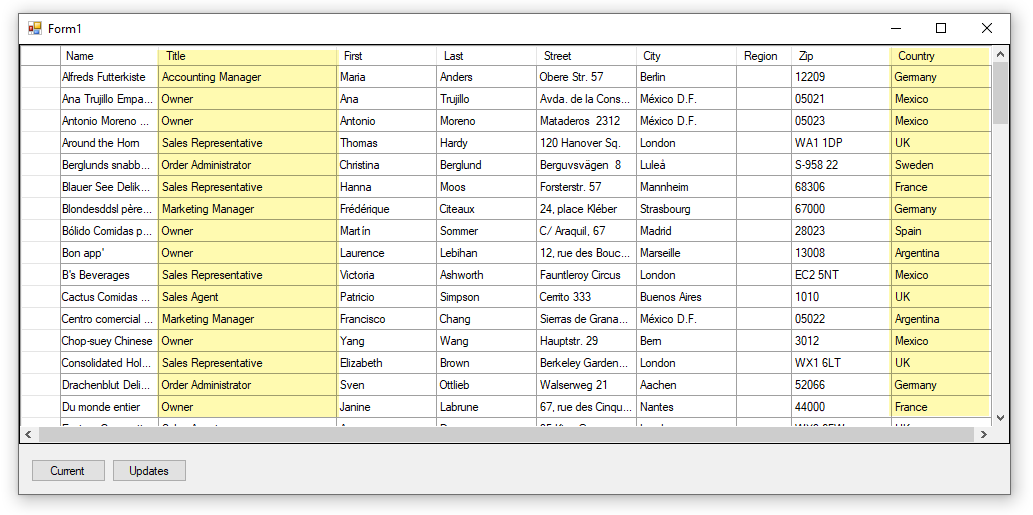 Form1
Name Title First Last Street City Region Zip Country
Alfreds Futterkiste Accounting Manager Maria Anders Obere Str. 57 Berlin 12209 Germany
Ana Trujillo Empa... Owner Ana Trujillo Avda. de la Cons... México D.F. 05021 Mexico
Antonio Moreno ... Owner Antonio Moreno Mataderos 2312 México D.F. 05023 Mexico
Around the Horn Sales Representative Thomas Hardy 120 Hanover Sq. London WA1 1DP UK
Berglunds snabb... Order Administrator Christina Berglund Berguvsvägen 8 Luleå S-958 22 Sweden
Blauer See Delik... Sales Representative Hanna Moos Forsterstr. 57 Mannheim 68306 France
Blondesddsl père... Marketing Manager Frédérique Citeaux 24, place Kléber Strasbourg 67000 Germany
Bólido Comidas p... Owner Martín Sommer C/ Araquil, 67 Madrid 28023 Spain
Bon app' Owner Laurence Lebihan 12, rue des Bouc... Marseille 13008 Argentina
B's Beverages Sales Representative Victoria Ashworth Fauntleroy Circus London EC2 5NT Mexico
Cactus Comidas ... Sales Agent Patricio Simpson Cerrito 333 Buenos Aires 1010 UK
Centro comercial ... Marketing Manager Francisco Chang Sierras de Grana... México D.F. 05022 Argentina
Chop-suey Chinese Owner Yang Wang Hauptstr. 29 Bern 3012 Mexico
Consolidated Hol... Sales Representative Elizabeth Brown Berkeley Garden... London WX1 6LT UK
Drachenblut Deli... Order Administrator Sven Ottlieb Walserweg 21 Aachen 52066 Germany
Du monde entier Owner Janine Labrune 67, rue des Cinqu... Nantes 44000 France
Current Updates